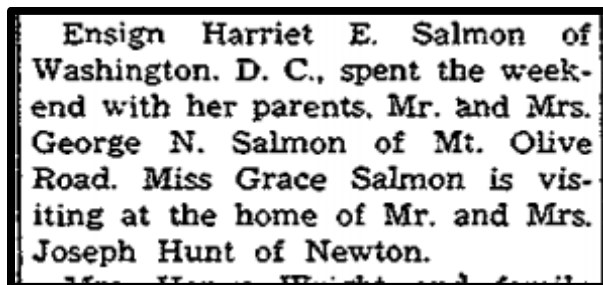 Ensign Harriet E. Salmon of
Washington. D. C., spent the week-
end with her parents, Mr. and Mrs.
George N. Salmon of Mt. Olive
Road. Miss Grace Salmon is vis-
iting at the home of Mr. and Mrs.
Joseph Hunt of Newton.